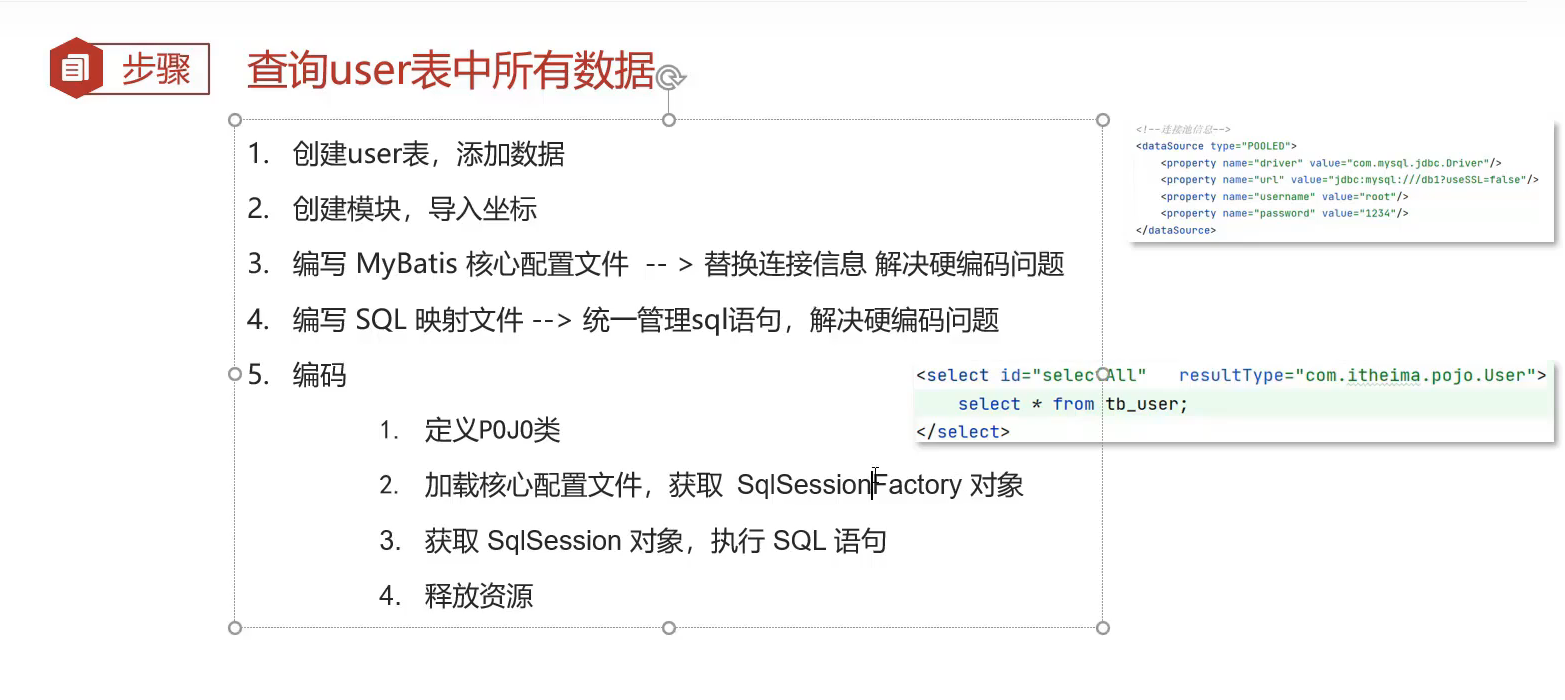 步骤
查询user表中所有数据
1. 创建user表，添加数据
2. 创建模块，导入坐标
3. 编写 MyBatis 核心配置文件 -- > 替换连接信息 解决硬编码问题
4. 编写 SQL 映射文件 --> 统一管理sql语句，解决硬编码问题
5. 编码
1. 定义POJO类
2. 加载核心配置文件，获取 SqlSessionFactory 对象
3. 获取 SqlSession 对象，执行 SQL 语句
4. 释放资源
<!--连接池信息-->
<dataSource type="POOLED">
<property name="driver" value="com.mysql.jdbc.Driver"/>
<property name="url" value="jdbc:mysql:///db1?useSSL=false"/>
<property name="username" value="root"/>
<property name="password" value="1234"/>
</dataSource>
<select id="selectAll" resultType="com.itheima.pojo.User">
select * from tb_user;
</select>